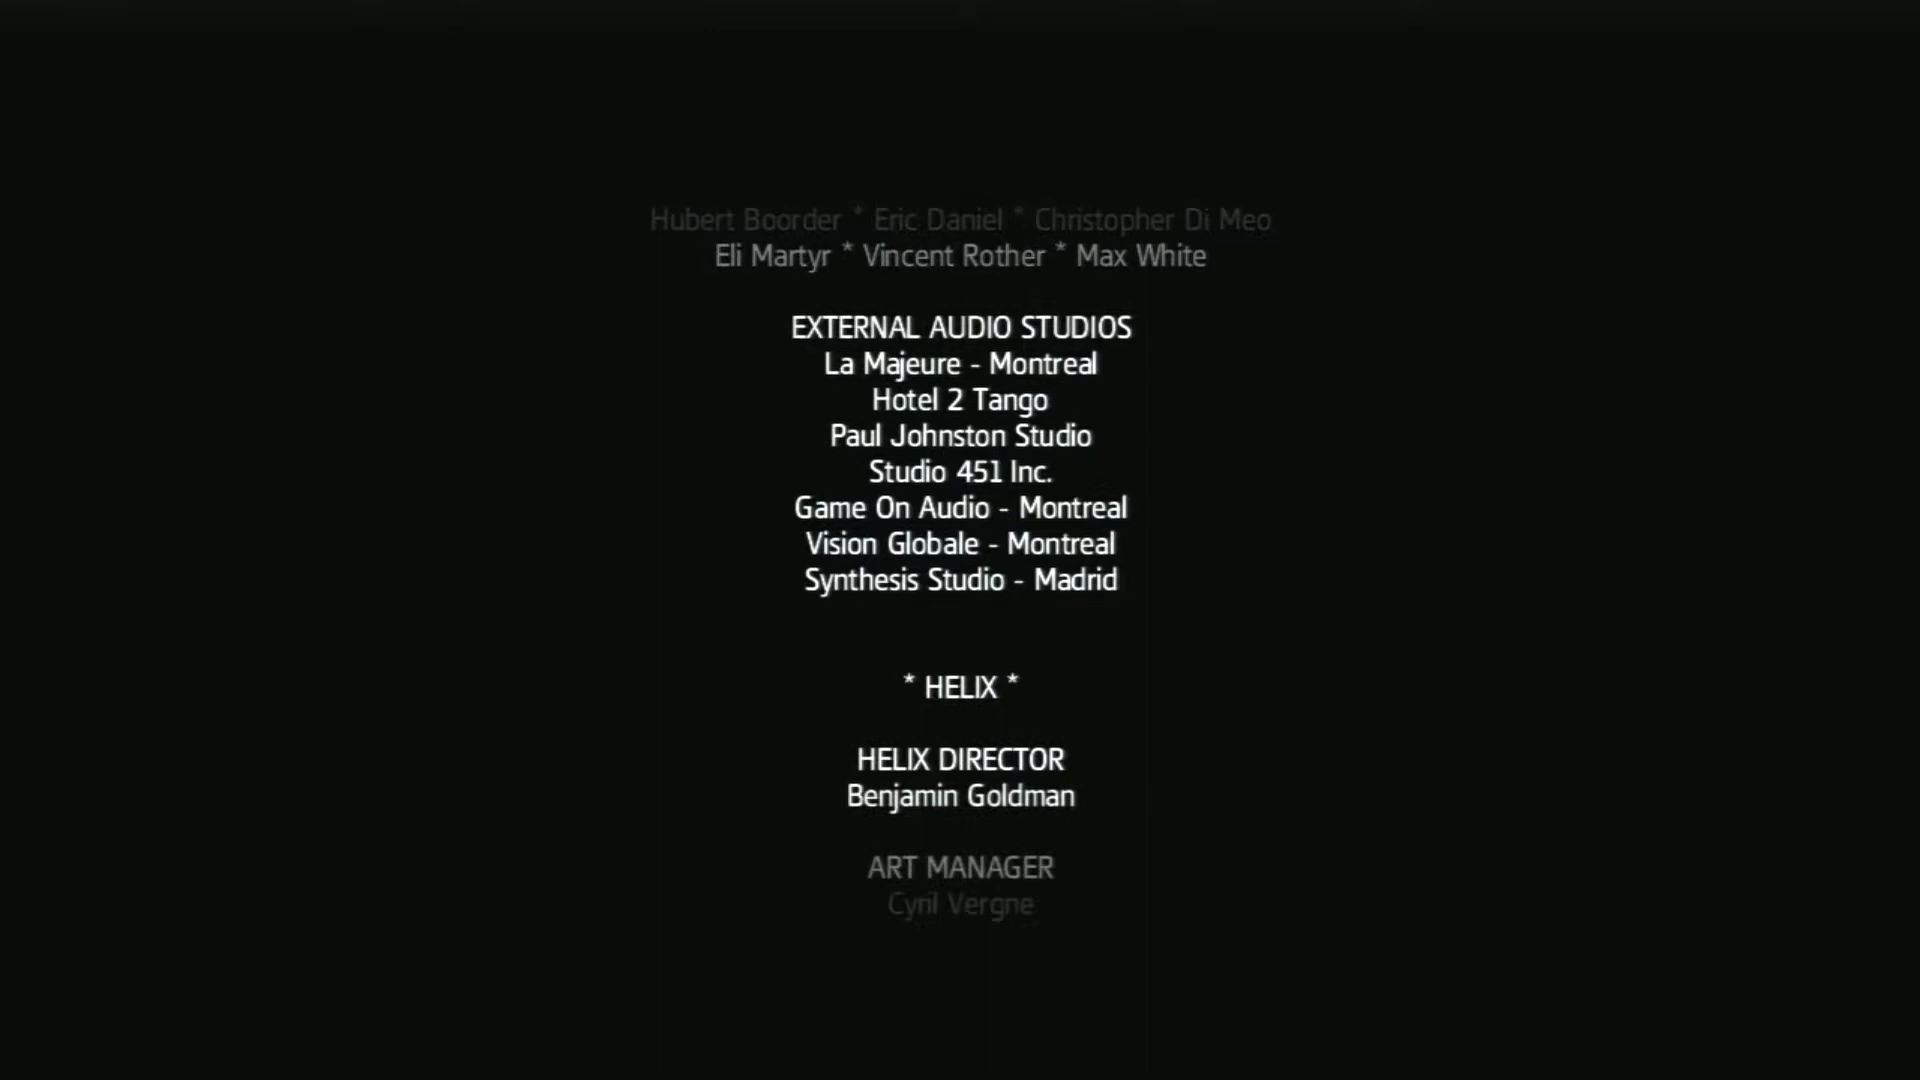 Hubert Boorder * Eric Daniel * Christopher Di Meo
Eli Martyr * Vincent Rother * Max White
EXTERNAL AUDIO STUDIOS
La Majeure - Montreal
Hotel 2 Tango
Paul Johnston Studio
Studio 451 Inc.
Game On Audio - Montreal
Vision Globale - Montreal
Synthesis Studio - Madrid
* HELIX *
HELIX DIRECTOR
Benjamin Goldman
ART MANAGER
Cyril Vergne